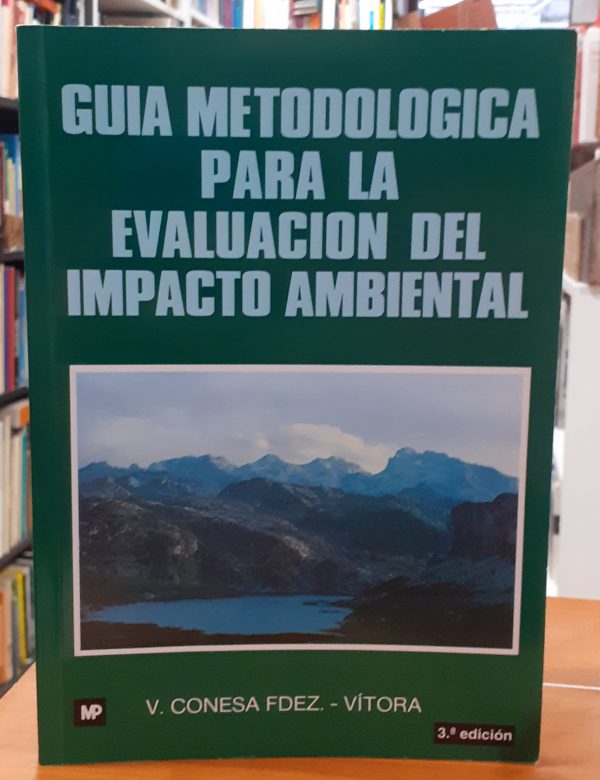 GUIA METODOLOGICA
PARA LA
EVALUACION DEL
IMPACTO AMBIENTAL
MP
V. CONESA FDEZ. - VÍTORA
3.ª edición